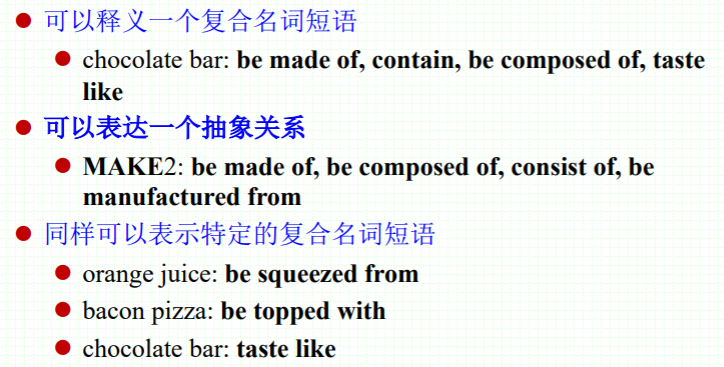 ● 可以释义一个复合名词短语
● chocolate bar: be made of, contain, be composed of, taste
like
● 可以表达一个抽象关系
● MAKE2: be made of, be composed of, consist of, be
manufactured from
● 同样可以表示特定的复合名词短语
● orange juice: be squeezed from
● bacon pizza: be topped with
● chocolate bar: taste like